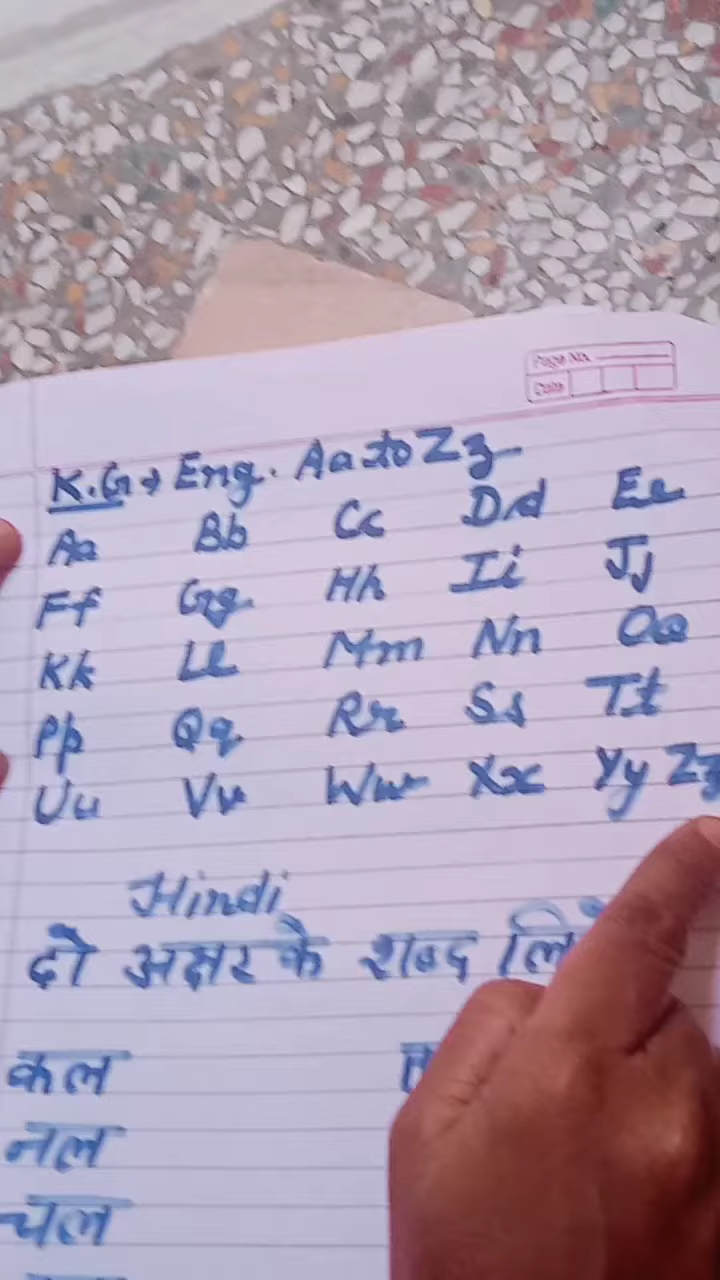 Page No.
Date
K.G → Eng. Aa to Zz
Aa Bb Cc Dd Ee
Ff Gg Hh Ii Jj
Kk Ll Mm Nn Oo
Pp Qq Rr Ss Tt
Uu Vv Ww Xx Yy Zz
Hindi
दो अक्षर के शब्द
कल
नल
चल